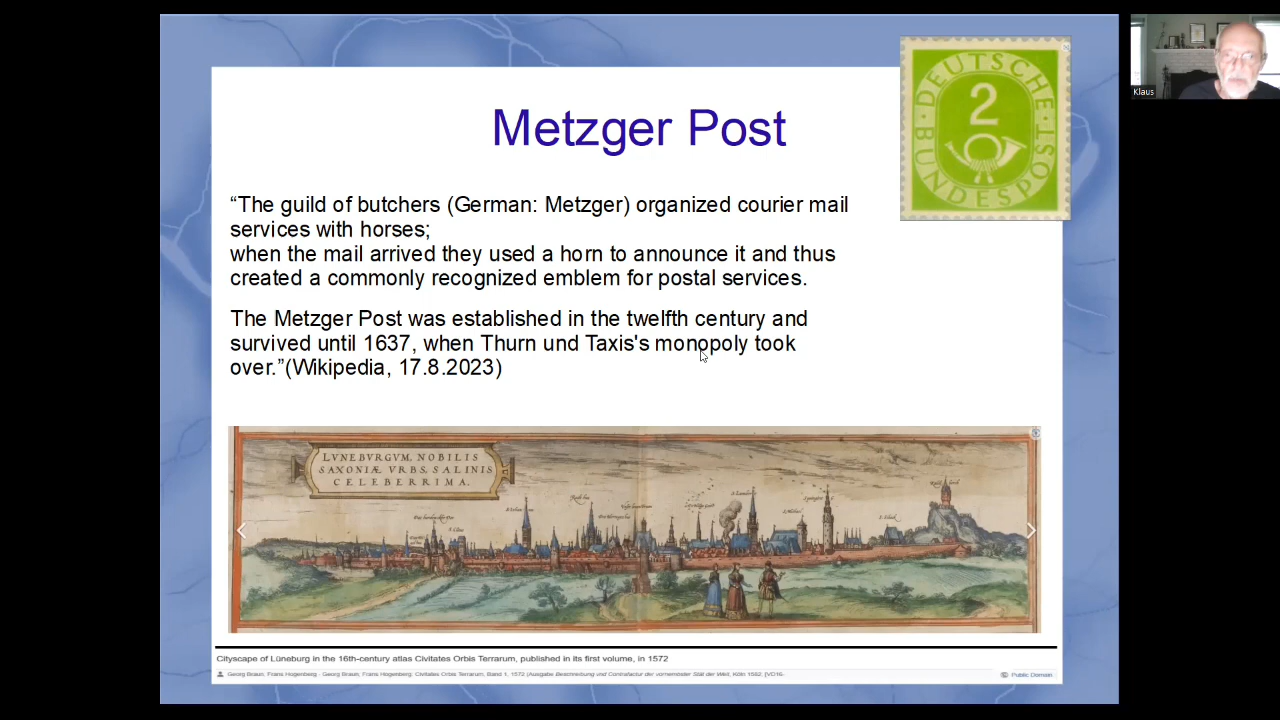 Metzger Post
DEUTSCHE BUNDESPOST
2
Klaus
“The guild of butchers (German: Metzger) organized courier mail
services with horses;
when the mail arrived they used a horn to announce it and thus
created a commonly recognized emblem for postal services.
The Metzger Post was established in the twelfth century and
survived until 1637, when Thurn und Taxis's monopoly took
over.”(Wikipedia, 17.8.2023)
LVNEBVRGVM, NOBILIS
SAXONIÆ VRBS, SALINIS
CELEBERRIMA.
Cityscape of Lüneburg in the 16th-century atlas Civitates Orbis Terrarum, published in its first volume, in 1572
Georg Braun, Frans Hogenberg - Georg Braun; Frans Hogenberg: Civitates Orbis Terrarum, Band 1, 1572 (Ausgabe Beschreibung und Contrafactur der vornembster Stät der Welt, Köln 1582; [VD16-
Public Domain